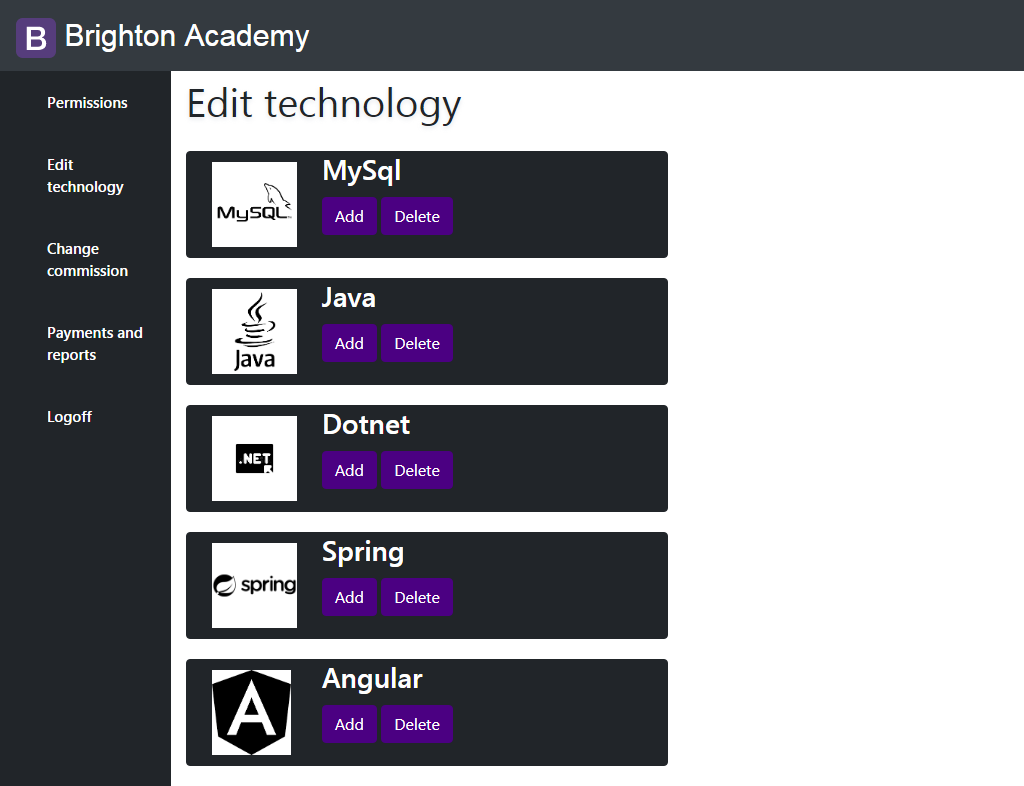 B Brighton Academy
Permissions
Edit
technology
Change
commission
Payments and
reports
Logoff
Edit technology
MySQL
MySql
Add Delete
Java
Java
Add Delete
.NET
Dotnet
Add Delete
spring
Spring
Add Delete
A
Angular
Add Delete